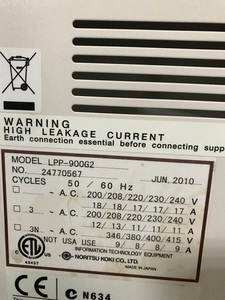 WARNING
HIGH LEAKAGE CURRENT
Earth connection essential before connecting supp
MODEL LPP-900G2
NO. 24770567 JUN. 2010
CYCLES 50 / 60 Hz
A.C. 200/208/220/230/240 V
18/ 18/ 17/ 17/ 17 A
3 A.C. 200/208/220/230/240 V
12/ 13/ 11/ 11/ 11 A
3N A.C. 346/380/400/415 V
NOT USA USE 9/ 8/ 8/ 9 A
INFORMATION TECHNOLOGY EQUIPMENT
NORITSU KOKI CO., LTD.
MADE IN JAPAN
ETL
CE N634